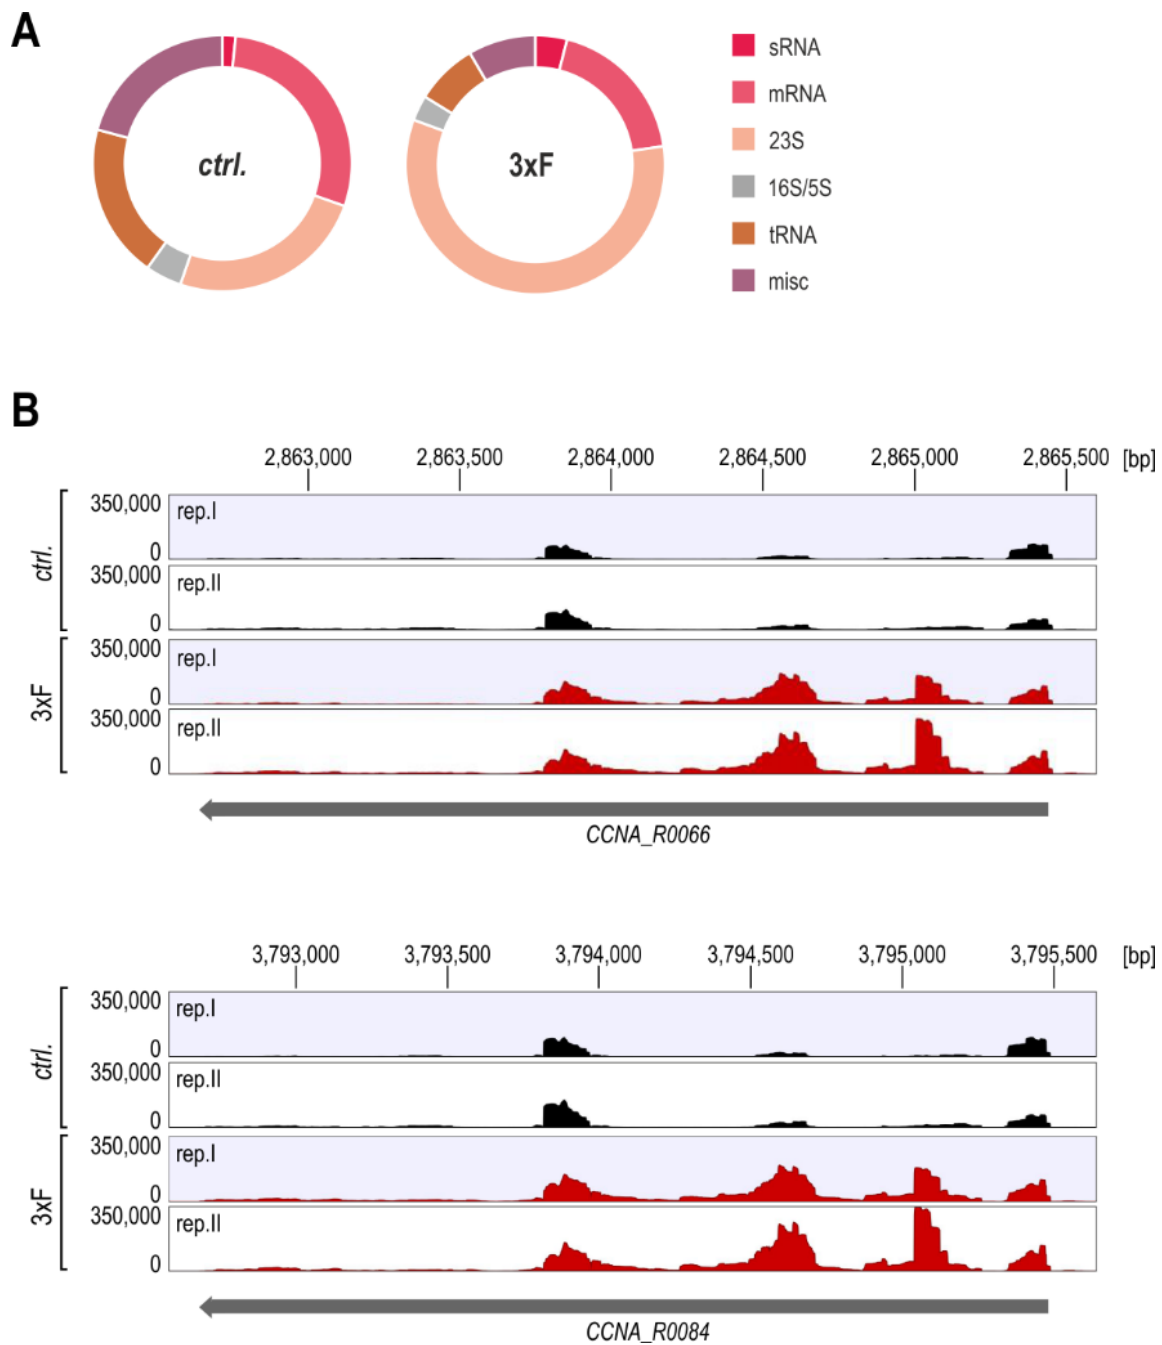 A
ctrl.
3xF
sRNA
mRNA
23S
16S/5S
tRNA
misc
B
2,863,000 2,863,500 2,864,000 2,864,500 2,865,000 2,865,500 [bp]
ctrl.
350,000
0
rep.I
350,000
0
rep.II
3xF
350,000
0
rep.I
350,000
0
rep.II
CCNA_R0066
3,793,000 3,793,500 3,794,000 3,794,500 3,795,000 3,795,500 [bp]
ctrl.
350,000
0
rep.I
350,000
0
rep.II
3xF
350,000
0
rep.I
350,000
0
rep.II
CCNA_R0084